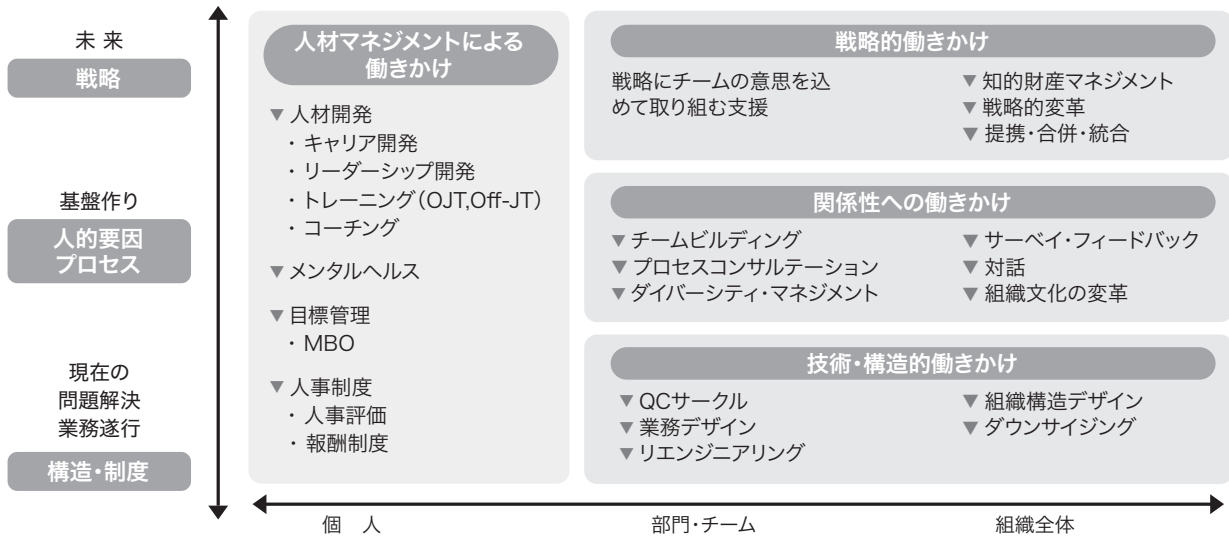 未 来
戦略
基盤作り
人的要因
プロセス
現在の
問題解決
業務遂行
構造・制度
人材マネジメントによる
働きかけ
▼ 人材開発
・ キャリア開発
・ リーダーシップ開発
・ トレーニング(OJT,Off-JT)
・ コーチング
▼ メンタルヘルス
▼ 目標管理
・ MBO
▼ 人事制度
・ 人事評価
・ 報酬制度
戦略的働きかけ
戦略にチームの意思を込
めて取り組む支援
▼ 知的財産マネジメント
▼ 戦略的変革
▼ 提携・合併・統合
関係性への働きかけ
▼ チームビルディング
▼ プロセスコンサルテーション
▼ ダイバーシティ・マネジメント
▼ サーベイ・フィードバック
▼ 対話
▼ 組織文化の変革
技術・構造的働きかけ
▼ QCサークル
▼ 業務デザイン
▼ リエンジニアリング
▼ 組織構造デザイン
▼ ダウンサイジング
個 人
部門・チーム
組織全体